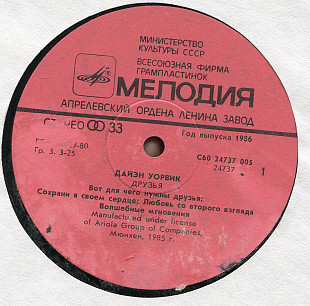 МИНИСТЕРСТВО
КУЛЬТУРЫ СССР
ВСЕСОЮЗНАЯ ФИРМА
ГРАМПЛАСТИНОК
МЕЛОДИЯ
АПРЕЛЕВСКИЙ ОРДЕНА ЛЕНИНА ЗАВОД
33
Год выпуска 1986
-80
Гр. 3. 3-25
С60 24737 005
24737
1
ДАЙЭН УОРВИК
ДРУЗЬЯ
Вот для чего нужны друзья;
Сохрани в своем сердце; Любовь со второго взгляда
Волшебные мгновения
Manufactured under license
of Ariola Group of Companies,
Мюнхен, 1985 г.